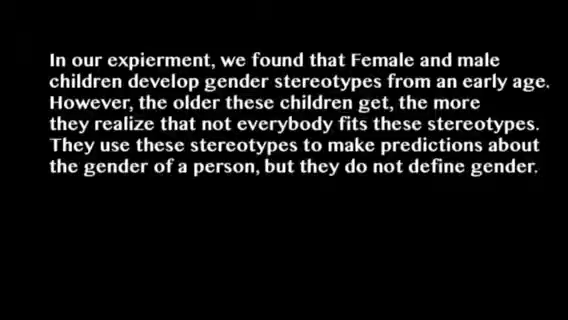 In our expierment, we found that Female and male
children develop gender stereotypes from an early age.
However, the older these children get, the more
they realize that not everybody fits these stereotypes.
They use these stereotypes to make predictions about
the gender of a person, but they do not define gender.